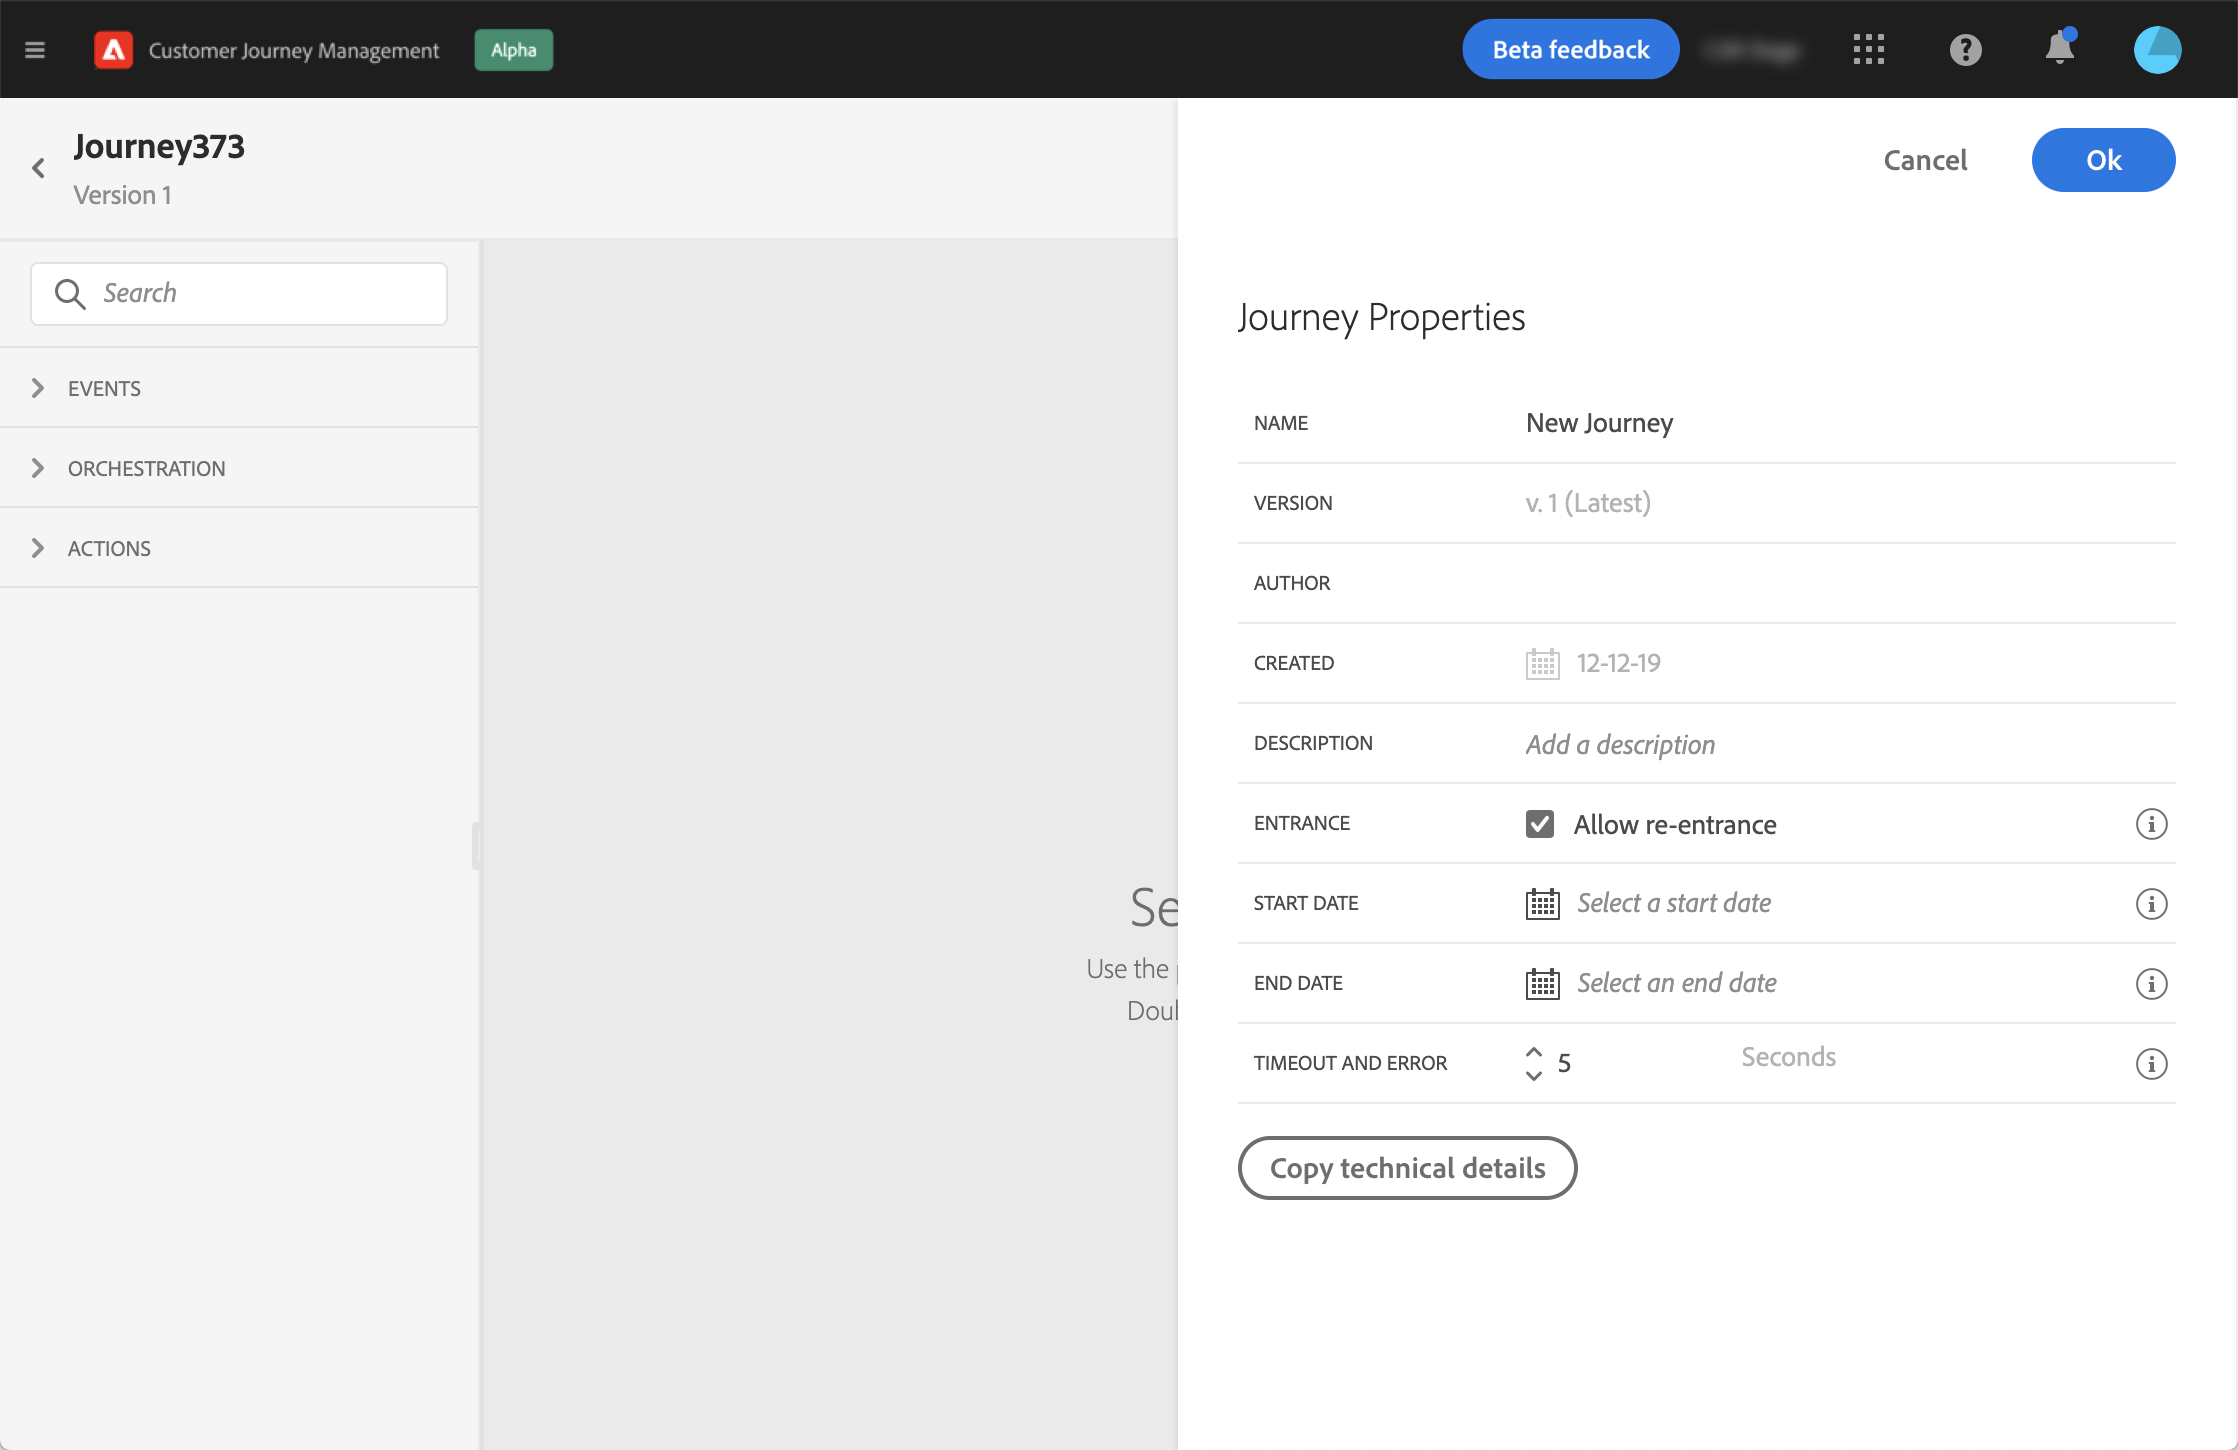 Customer Journey Management
Alpha
Beta feedback
Journey373
Version 1
Cancel
Ok
Search
EVENTS
ORCHESTRATION
ACTIONS
Se
Use the
Doul
Journey Properties
NAME New Journey
VERSION v. 1 (Latest)
AUTHOR
CREATED 12-12-19
DESCRIPTION Add a description
ENTRANCE Allow re-entrance
START DATE Select a start date
END DATE Select an end date
TIMEOUT AND ERROR 5 Seconds
Copy technical details